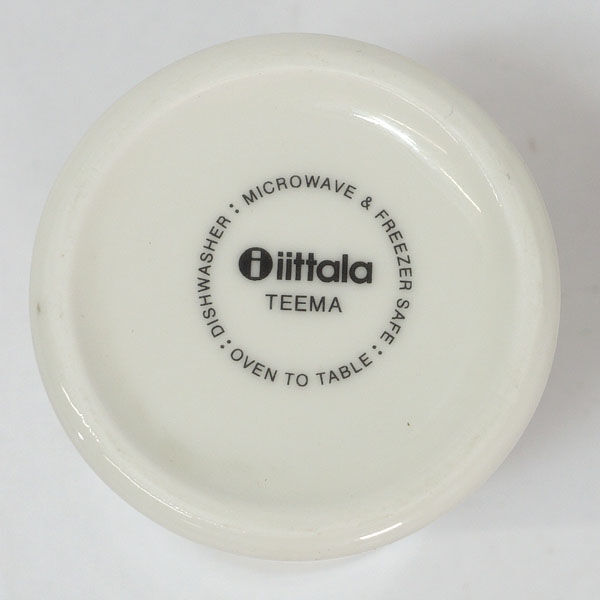 iittala
TEEMA
DISHWASHER : MICROWAVE & FREEZER SAFE : OVEN TO TABLE :